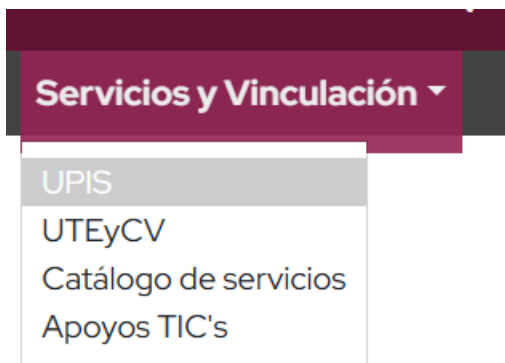 Servicios y Vinculación
UPIS
UTEyCV
Catálogo de servicios
Apoyos TIC's